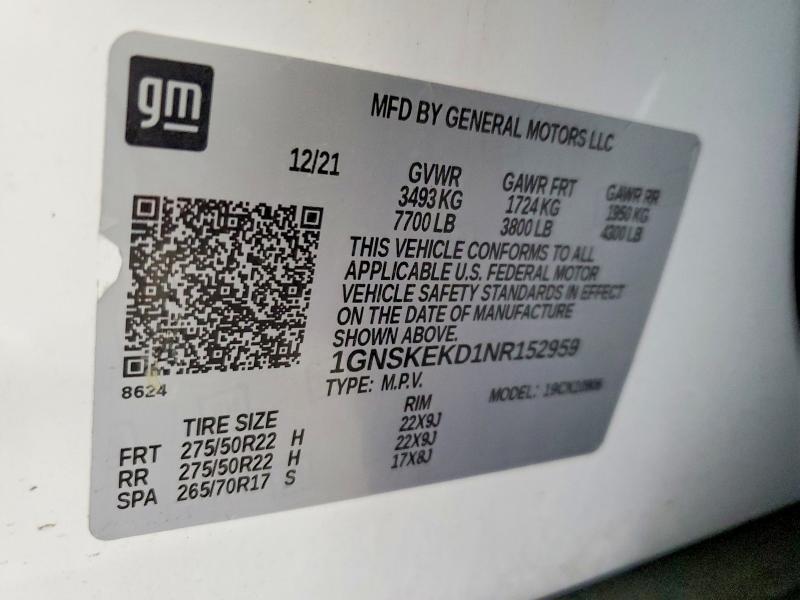 gm
MFD BY GENERAL MOTORS LLC
12/21
GVWR GAWR FRT GAWR RR
3493 KG 1724 KG 1950 KG
7700 LB 3800 LB 4300 LB
THIS VEHICLE CONFORMS TO ALL
APPLICABLE U.S. FEDERAL MOTOR
VEHICLE SAFETY STANDARDS IN EFFECT
ON THE DATE OF MANUFACTURE
SHOWN ABOVE.
1GNSKEKD1NR152959
8624
TYPE: M.P.V. MODEL:
TIRE SIZE RIM
FRT 275/50R22 H 22X9J
RR 275/50R22 H 22X9J
SPA 265/70R17 S 17X8J